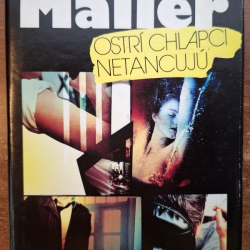 Mailer
OSTRÍ CHLAPCI
NETANCUJÚ